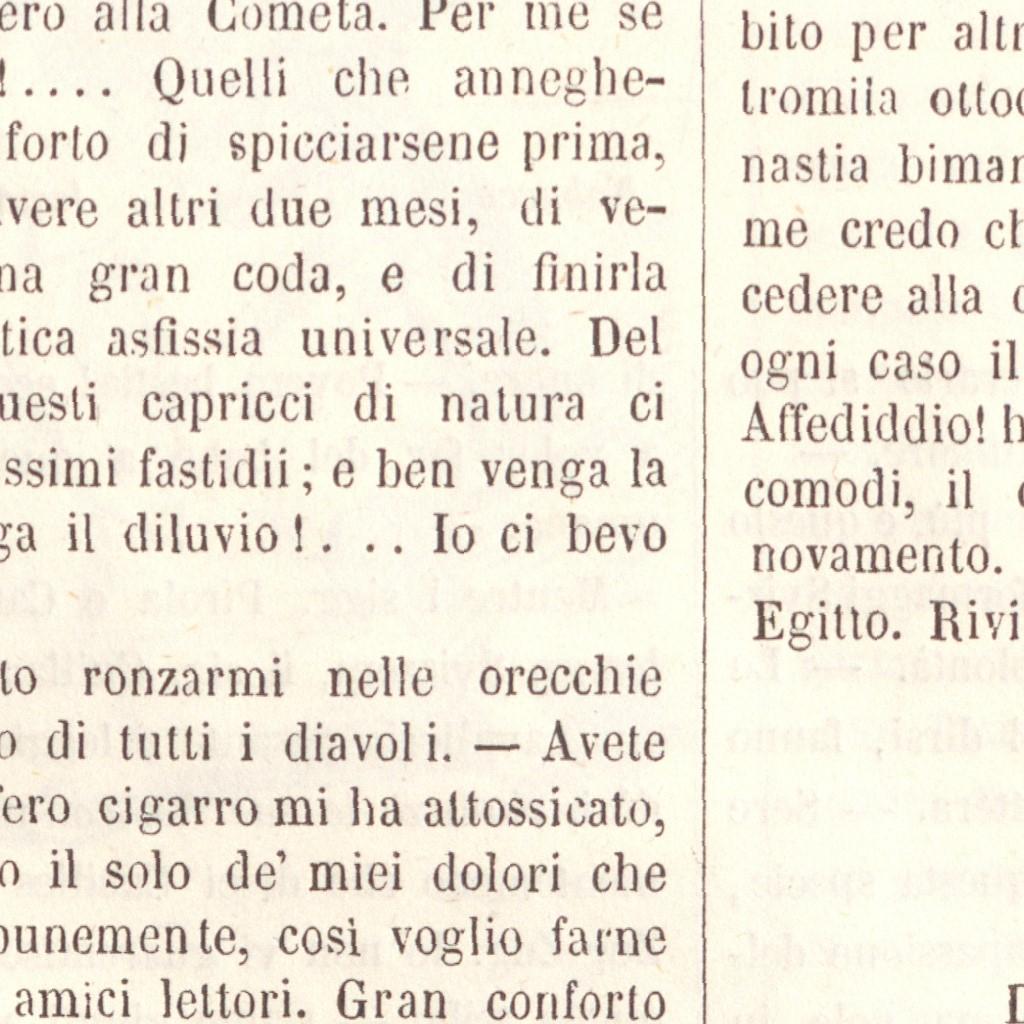 ero alla Cometa. Per me se
!.... Quelli che anneghe-
forto di spicciarsene prima,
vere altri due mesi, di ve-
na gran coda, e di finirla
tica asfissia universale. Del
uesti capricci di natura ci
ssimi fastidii; e ben venga la
ga il diluvio!. .. Io ci bevo
to ronzarmi nelle orecchie
o di tutti i diavoli. — Avete
fero cigarro mi ha attossicato,
o il solo de' miei dolori che
punemente, così voglio farne
amici lettori. Gran conforto
bito per altr
tromila ottoc
nastia biman
me credo ch
cedere alla c
ogni caso il
Affediddio! h
comodi, il c
novamento.
Egitto. Rivi